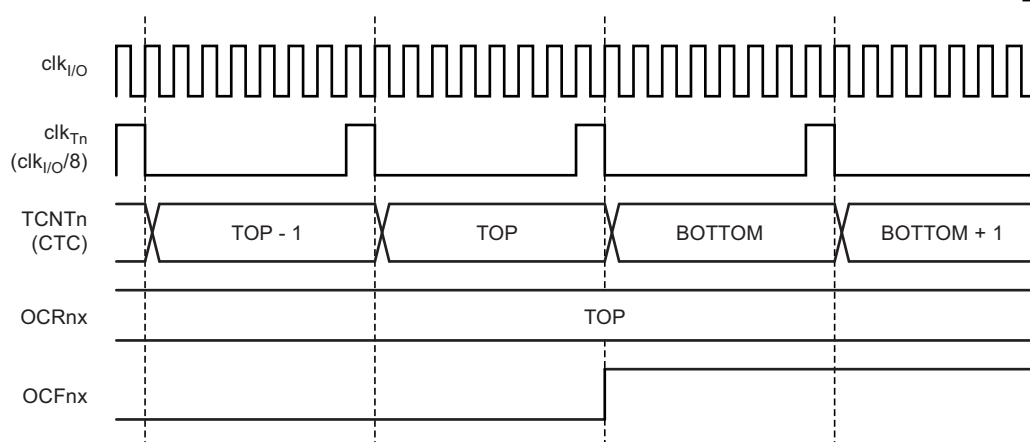 clkI/O
clkTn
(clkI/O/8)
TCNTn
(CTC)
TOP - 1
TOP
BOTTOM
BOTTOM + 1
OCRnx
TOP
OCFnx